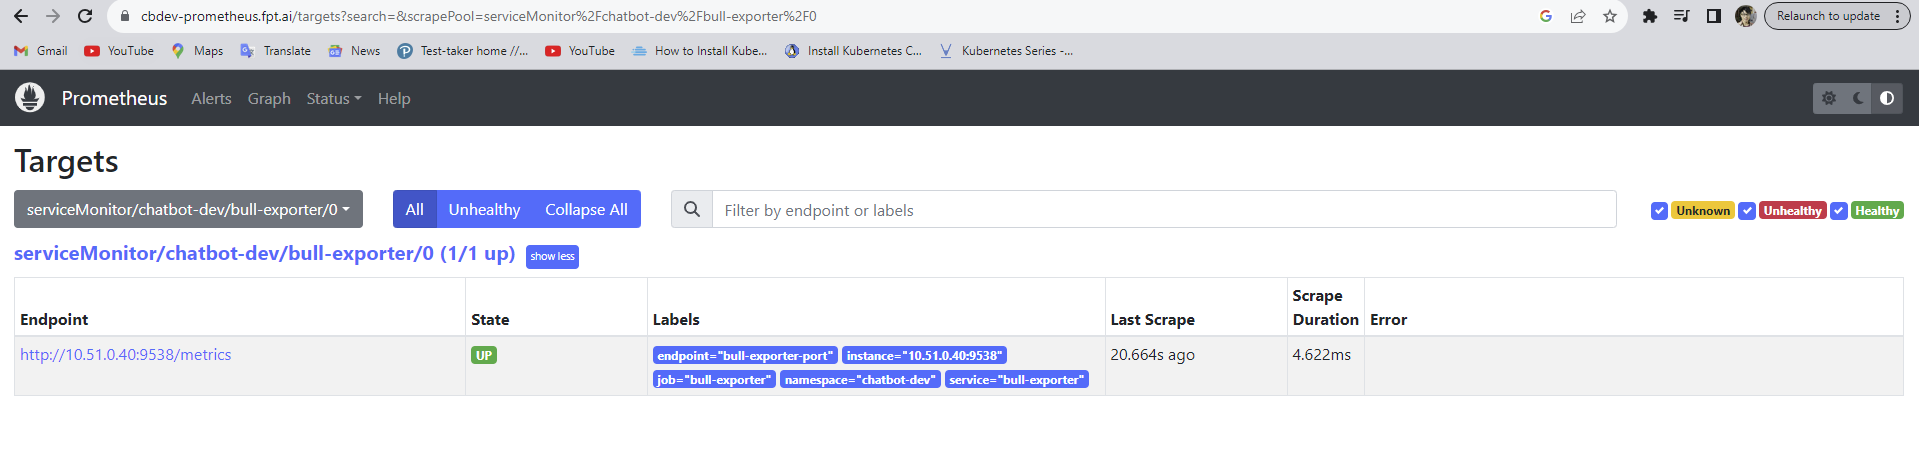 cbdev-prometheus.fpt.ai/targets?search=&scrapePool=serviceMonitor%2Fchatbot-dev%2Fbull-exporter%2F0
Relaunch to update
Gmail YouTube Maps Translate News Test-taker home //... YouTube How to Install Kube... Install Kubernetes C... Kubernetes Series -...
Prometheus Alerts Graph Status Help
Targets
serviceMonitor/chatbot-dev/bull-exporter/0 All Unhealthy Collapse All Filter by endpoint or labels Unknown Unhealthy Healthy
serviceMonitor/chatbot-dev/bull-exporter/0 (1/1 up) show less
Endpoint State Labels Last Scrape Scrape Duration Error
http://10.51.0.40:9538/metrics UP endpoint="bull-exporter-port" instance="10.51.0.40:9538" 20.664s ago 4.622ms
job="bull-exporter" namespace="chatbot-dev" service="bull-exporter"